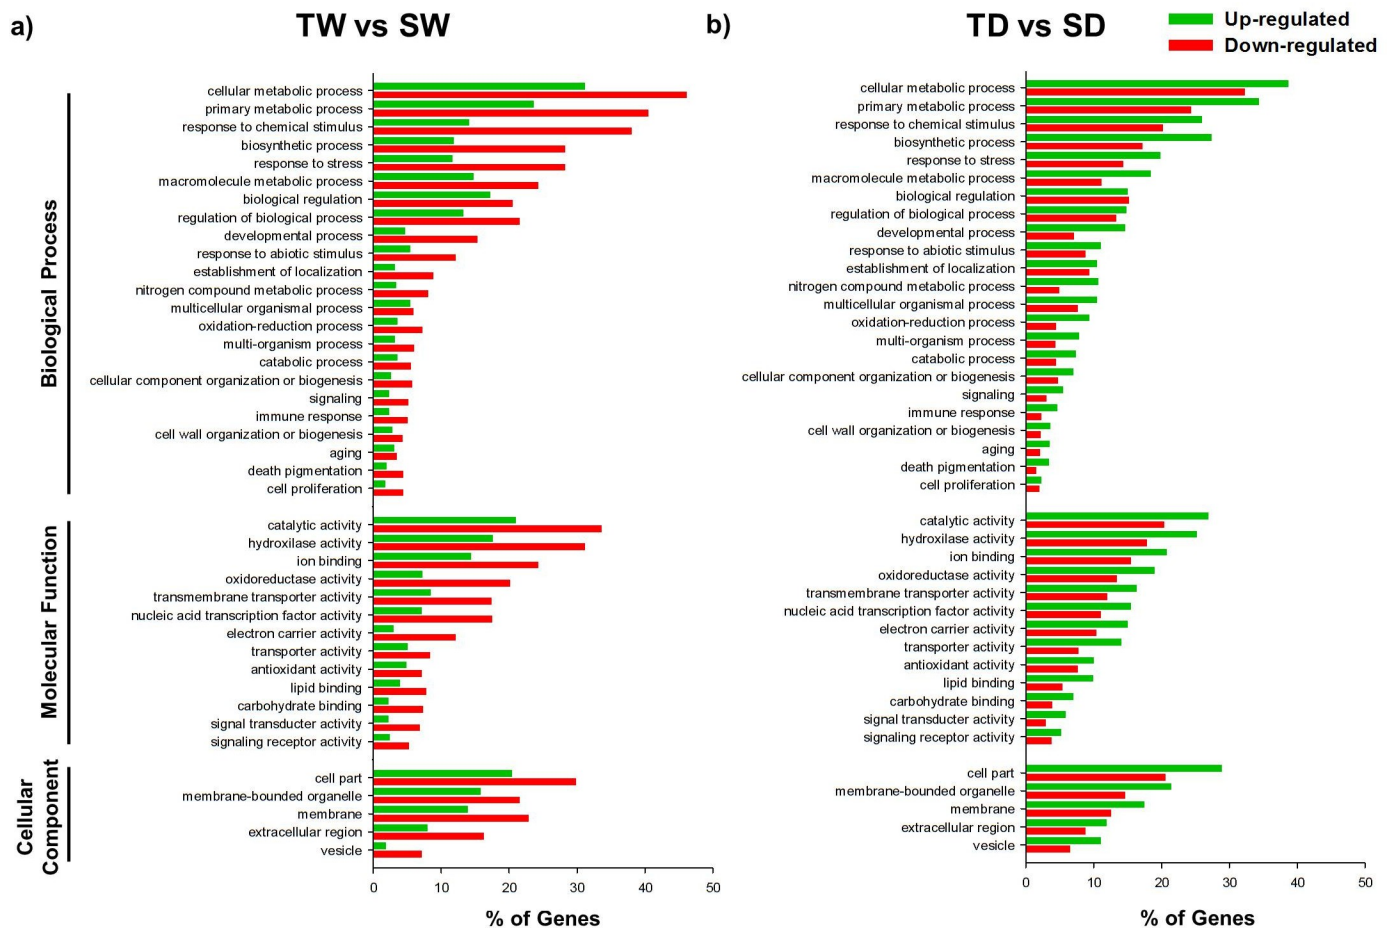 a)
TW vs SW
cellular metabolic process
primary metabolic process
response to chemical stimulus
biosynthetic process
response to stress
macromolecule metabolic process
biological regulation
regulation of biological process
developmental process
response to abiotic stimulus
establishment of localization
nitrogen compound metabolic process
multicellular organismal process
oxidation-reduction process
multi-organism process
catabolic process
cellular component organization or biogenesis
signaling
immune response
cell wall organization or biogenesis
aging
death pigmentation
cell proliferation
catalytic activity
hydroxilase activity
ion binding
oxidoreductase activity
transmembrane transporter activity
nucleic acid transcription factor activity
electron carrier activity
transporter activity
antioxidant activity
lipid binding
carbohydrate binding
signal transducter activity
signaling receptor activity
cell part
membrane-bounded organelle
membrane
extracellular region
vesicle
Biological Process
Molecular Function
Cellular
Component
0 10 20 30 40 50
% of Genes
b)
TD vs SD
Up-regulated
Down-regulated
cellular metabolic process
primary metabolic process
response to chemical stimulus
biosynthetic process
response to stress
macromolecule metabolic process
biological regulation
regulation of biological process
developmental process
response to abiotic stimulus
establishment of localization
nitrogen compound metabolic process
multicellular organismal process
oxidation-reduction process
multi-organism process
catabolic process
cellular component organization or biogenesis
signaling
immune response
cell wall organization or biogenesis
aging
death pigmentation
cell proliferation
catalytic activity
hydroxilase activity
ion binding
oxidoreductase activity
transmembrane transporter activity
nucleic acid transcription factor activity
electron carrier activity
transporter activity
antioxidant activity
lipid binding
carbohydrate binding
signal transducter activity
signaling receptor activity
cell part
membrane-bounded organelle
membrane
extracellular region
vesicle
0 10 20 30 40 50
% of Genes